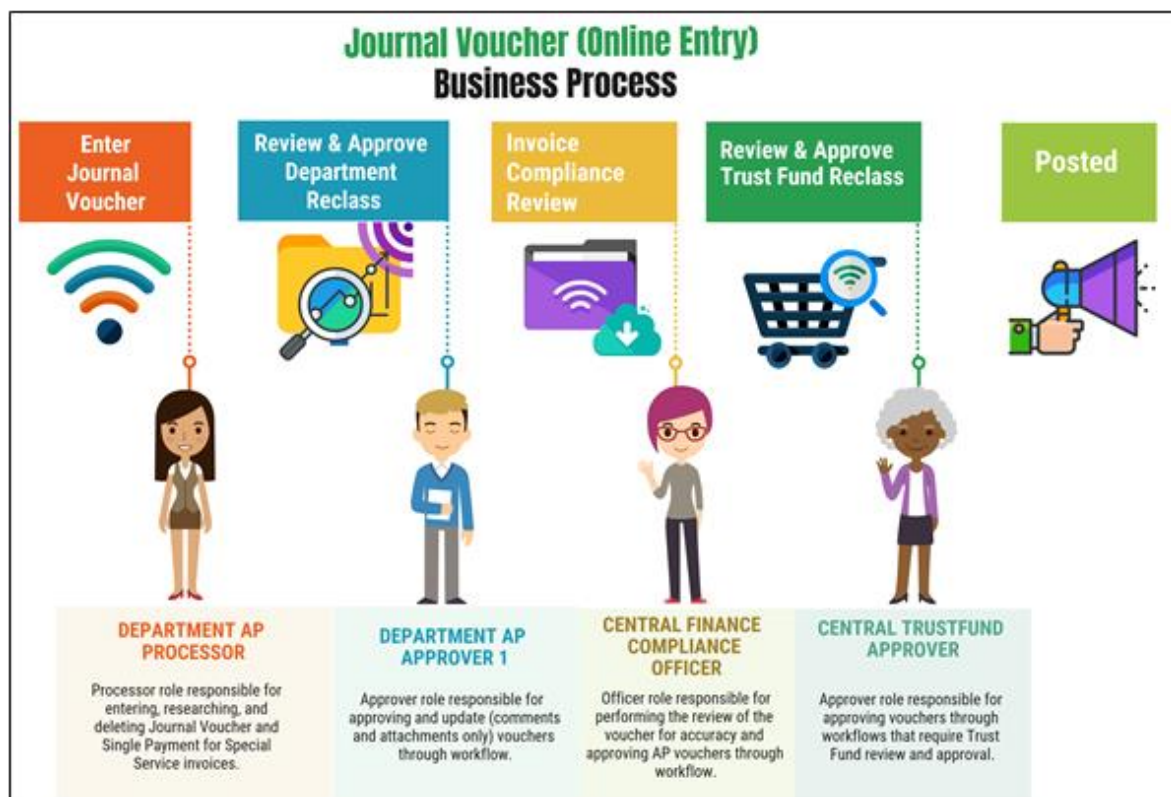 Journal Voucher (Online Entry)
Business Process
Enter
Journal
Voucher
Review & Approve
Department
Reclass
Invoice
Compliance
Review
Review & Approve
Trust Fund Reclass
Posted
DEPARTMENT AP
PROCESSOR
Processor role responsible for
entering, researching, and
deleting Journal Voucher and
Single Payment for Special
Service invoices.
DEPARTMENT AP
APPROVER 1
Approver role responsible for
approving and update (comments
and attachments only) vouchers
through workflow.
CENTRAL FINANCE
COMPLIANCE
OFFICER
Officer role responsible for
performing the review of the
voucher for accuracy and
approving AP vouchers through
workflow.
CENTRAL TRUSTFUND
APPROVER
Approver role responsible for
approving vouchers through
workflows that require Trust
Fund review and approval.